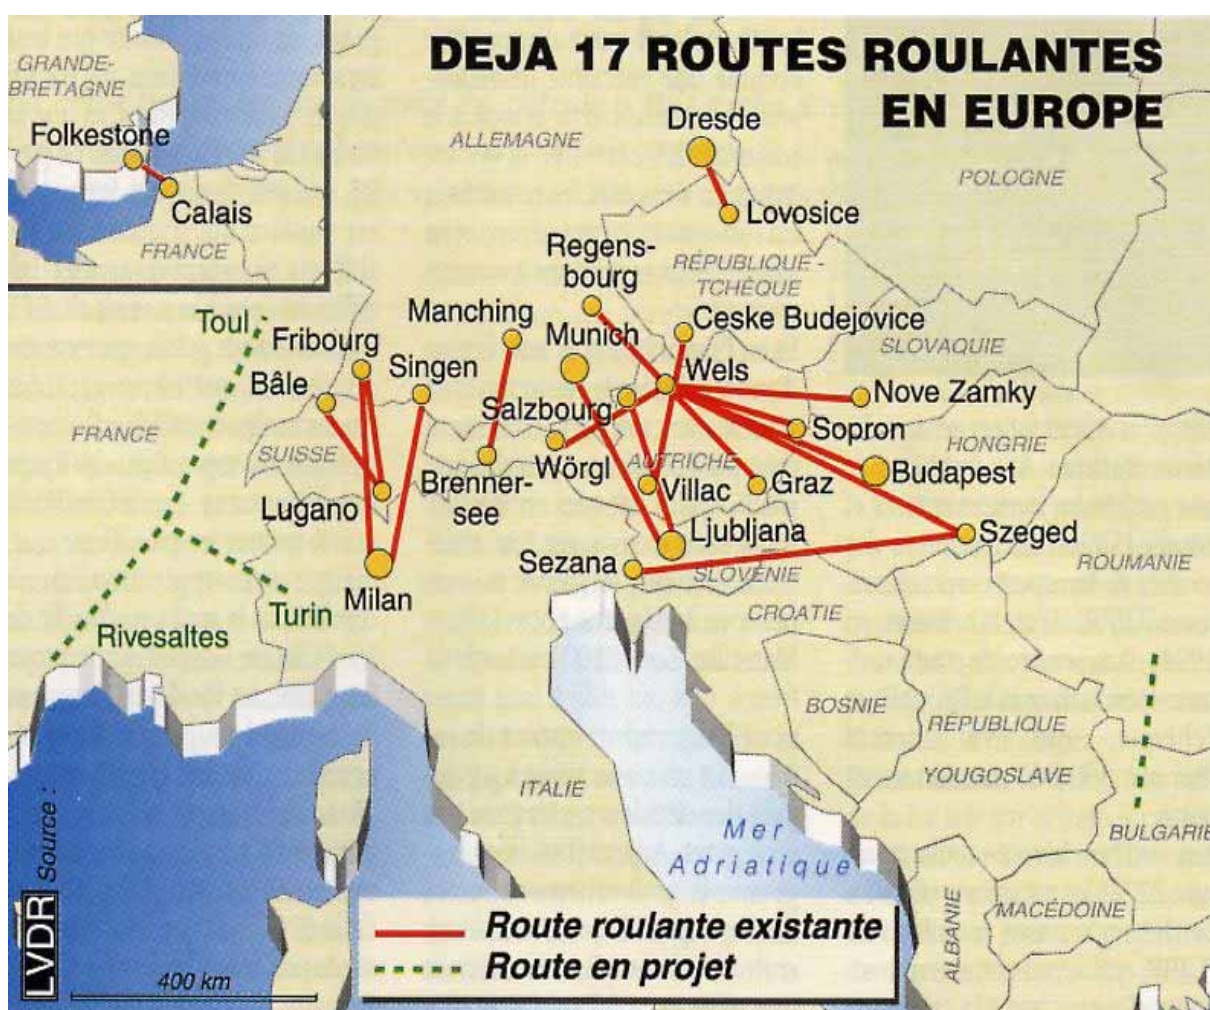 DEJA 17 ROUTES ROULANTES
EN EUROPE
GRANDE-
BRETAGNE
Folkestone
Calais
FRANCE
ALLEMAGNE
Dresde
POLOGNE
Lovosice
Regens-
bourg
RÉPUBLIQUE -
TCHÈQUE
Manching
Toul
Fribourg
Munich
Ceske Budejovice
SLOVAQUIE
Singen
Bâle
Wels
Nove Zamky
Salzbourg
Sopron
FRANCE
SUISSE
HONGRIE
Wörgl
AUTRICHE
Brenner-
see
Villac
Graz
Budapest
Lugano
Ljubljana
Szeged
Sezana
SLOVÉNIE
ROUMANIE
Turin
Milan
CROATIE
Rivesaltes
BOSNIE
RÉPUBLIQUE
YOUGOSLAVE
ITALIE
Mer
Adriatique
BULGARIE
MACÉDOINE
ALBANIE
Route roulante existante
Route en projet
400 km
LVDR
Source :